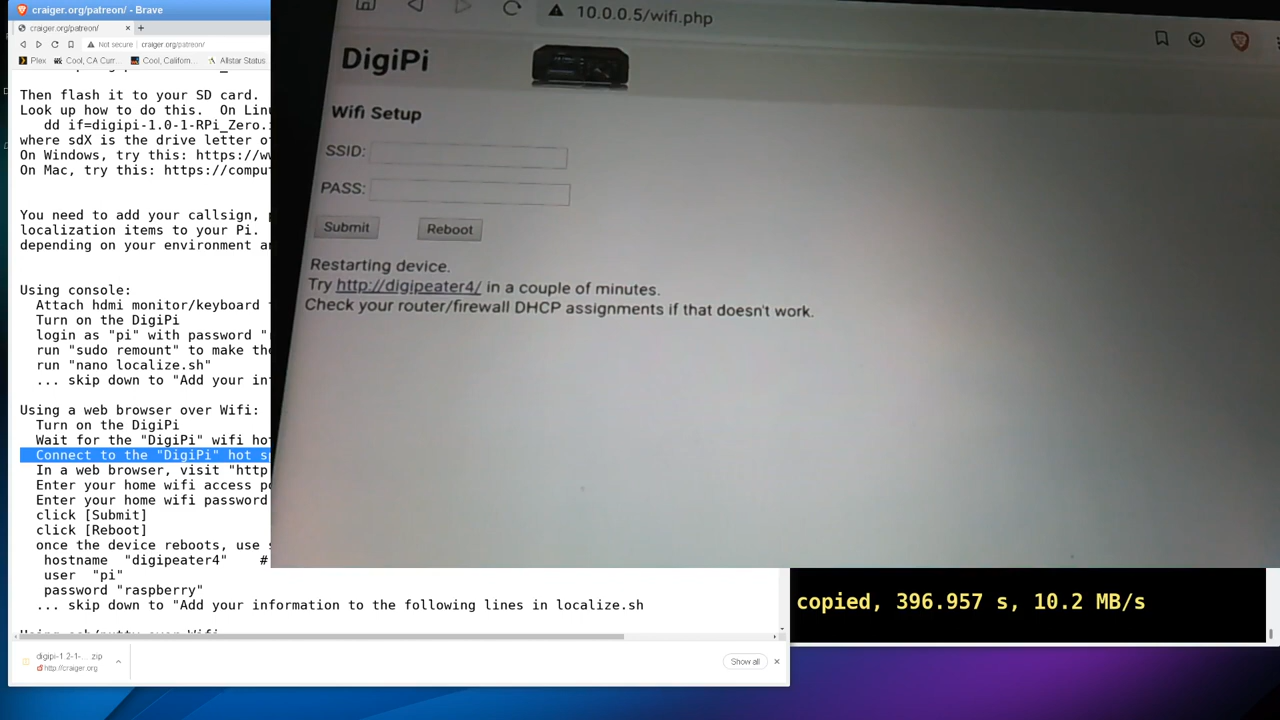 craiger.org/patreon/ - Brave
craiger.org/patreon/
Not secure craiger.org/patreon/
Plex Cool, CA Curr... Cool, Californ... Allstar Status
Then flash it to your SD card.
Look up how to do this. On Linu
dd if=digipi-1.0-1-RPi_Zero.
where sdX is the drive letter of
On Windows, try this: https://w
On Mac, try this: https://comput
You need to add your callsign,
localization items to your Pi.
depending on your environment an
Using console:
Attach hdmi monitor/keyboard
Turn on the DigiPi
login as "pi" with password "
run "sudo remount" to make the
run "nano localize.sh"
... skip down to "Add your in
Using a web browser over Wifi:
Turn on the DigiPi
Wait for the "DigiPi" wifi ho
Connect to the "DigiPi" hot s
In a web browser, visit "http
Enter your home wifi access p
Enter your home wifi password
click [Submit]
click [Reboot]
once the device reboots, use s
hostname "digipeater4" #
user "pi"
password "raspberry"
... skip down to "Add your information to the following lines in localize.sh
digipi-1.2-1-... .zip
http://craiger.org
Show all
10.0.0.5/wifi.php
DigiPi
Wifi Setup
SSID:
PASS:
Submit Reboot
Restarting device.
Try http://digipeater4/ in a couple of minutes.
Check your router/firewall DHCP assignments if that doesn't work.
copied, 396.957 s, 10.2 MB/s